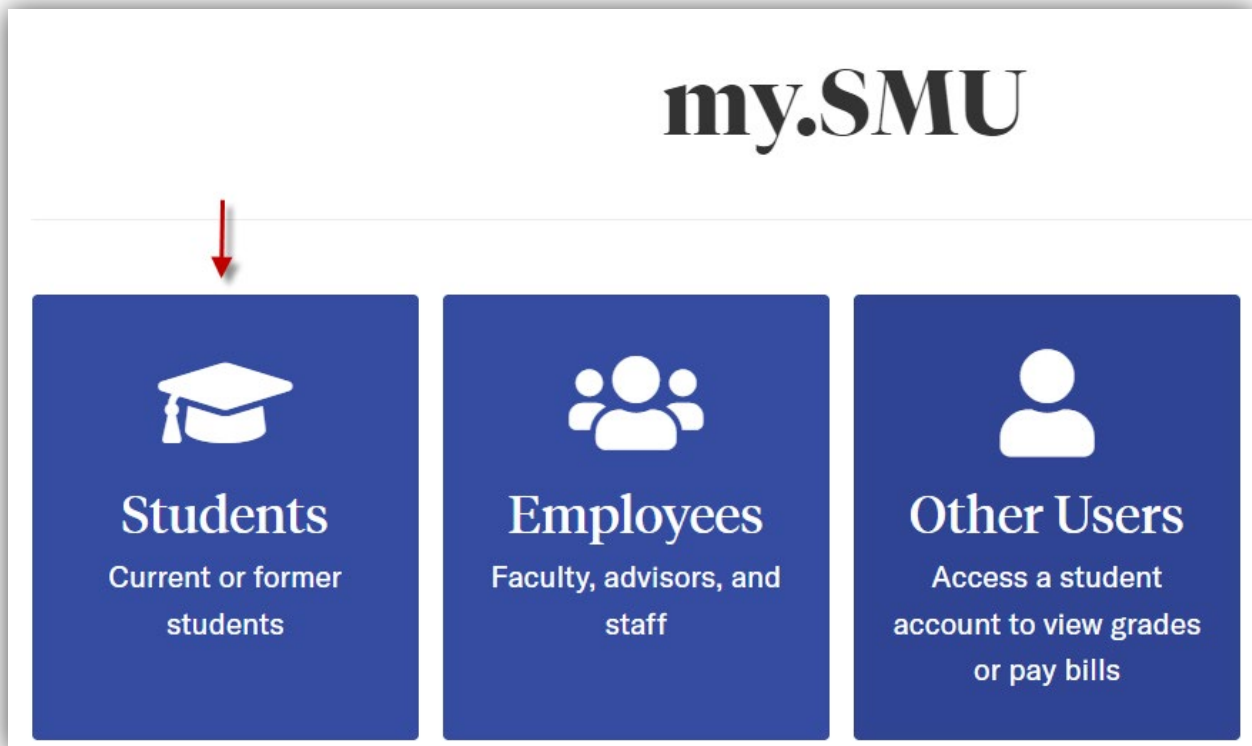 my.SMU
Students
Current or former
students
Employees
Faculty, advisors, and
staff
Other Users
Access a student
account to view grades
or pay bills